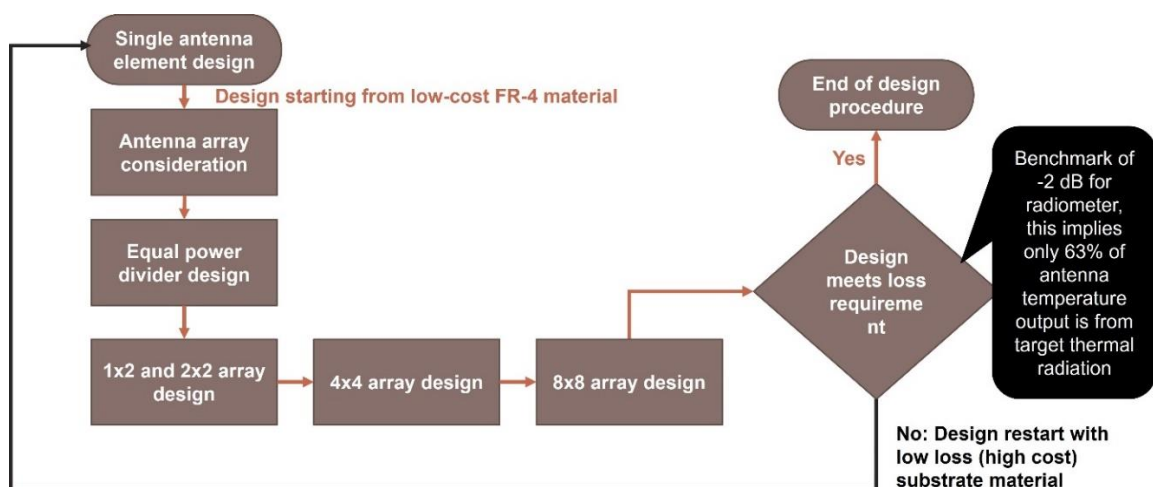 Single antenna
element design
Design starting from low-cost FR-4 material
Antenna array
consideration
Equal power
divider design
1x2 and 2x2 array
design
4x4 array design
8x8 array design
Design
meets loss
requireme
nt
Yes
End of design
procedure
Benchmark of
-2 dB for
radiometer,
this implies
only 63% of
antenna
temperature
output is from
target thermal
radiation
No: Design restart with
low loss (high cost)
substrate material